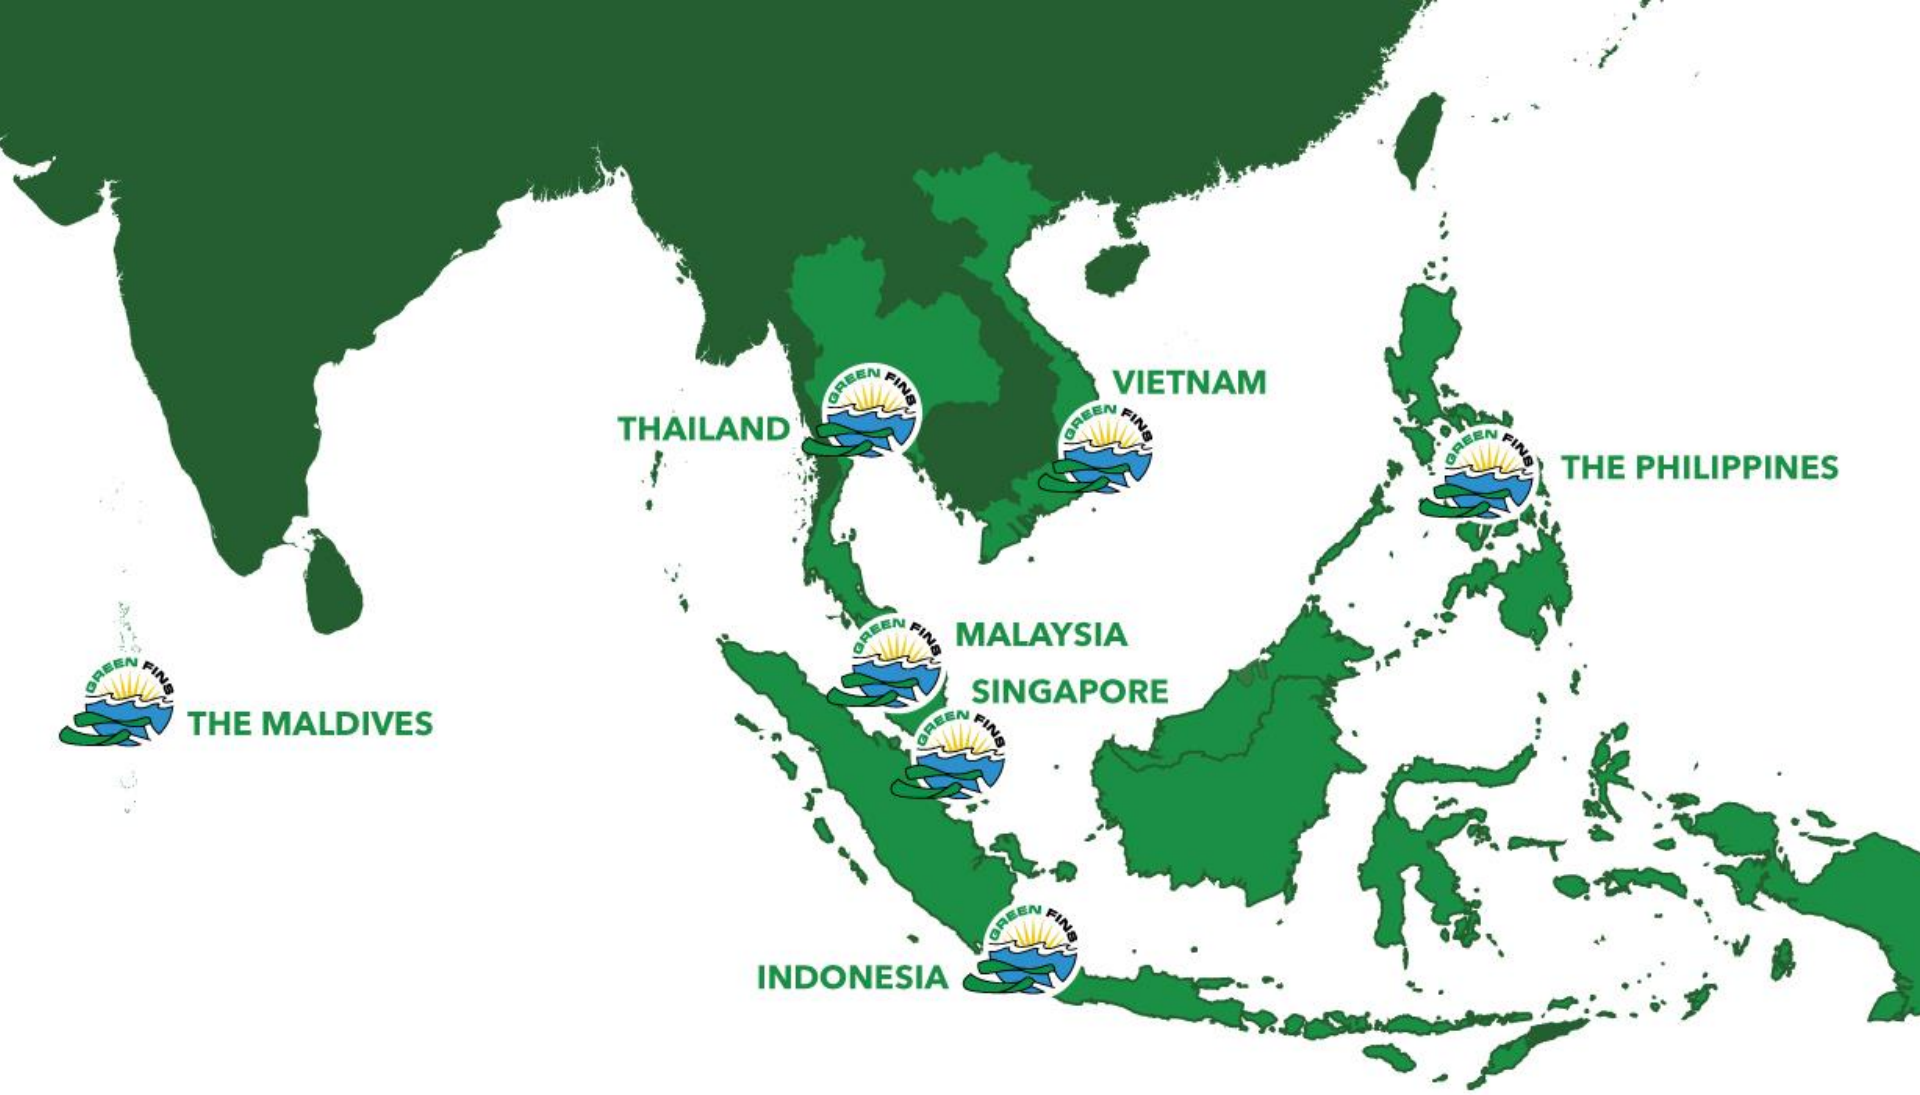 VIETNAM
GREEN FINS
THAILAND
GREEN FINS
GREEN FINS
THE PHILIPPINES
GREEN FINS
MALAYSIA
SINGAPORE
GREEN FINS
THE MALDIVES
GREEN FINS
GREEN FINS
INDONESIA